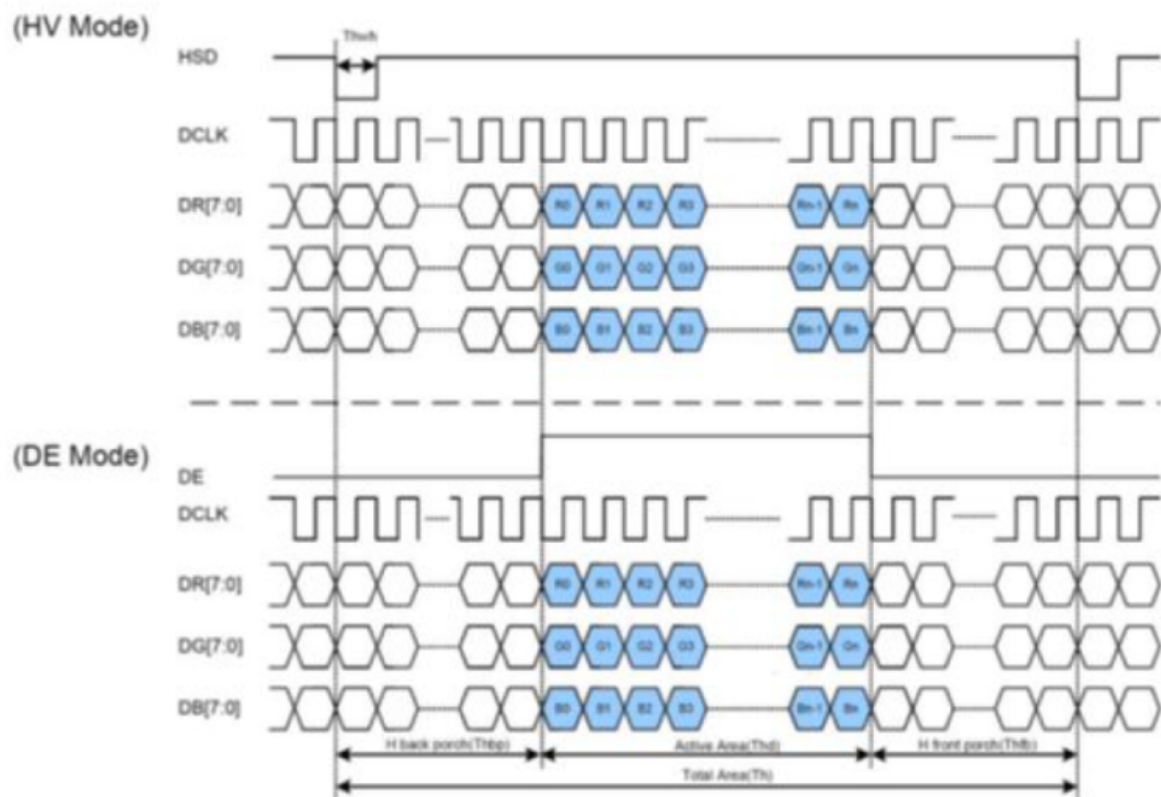 (HV Mode)
Thwh
HSD
DCLK
DR[7:0] R0 R1 R2 R3 Rn-1 Rn
DG[7:0] G0 G1 G2 G3 Gn-1 Gn
DB[7:0] B0 B1 B2 B3 Bn-1 Bn
(DE Mode)
DE
DCLK
DR[7:0] R0 R1 R2 R3 Rn-1 Rn
DG[7:0] G0 G1 G2 G3 Gn-1 Gn
DB[7:0] B0 B1 B2 B3 Bn-1 Bn
H back porch(Thbp) Active Area(Thd) H front porch(Thfb)
Total Area(Th)